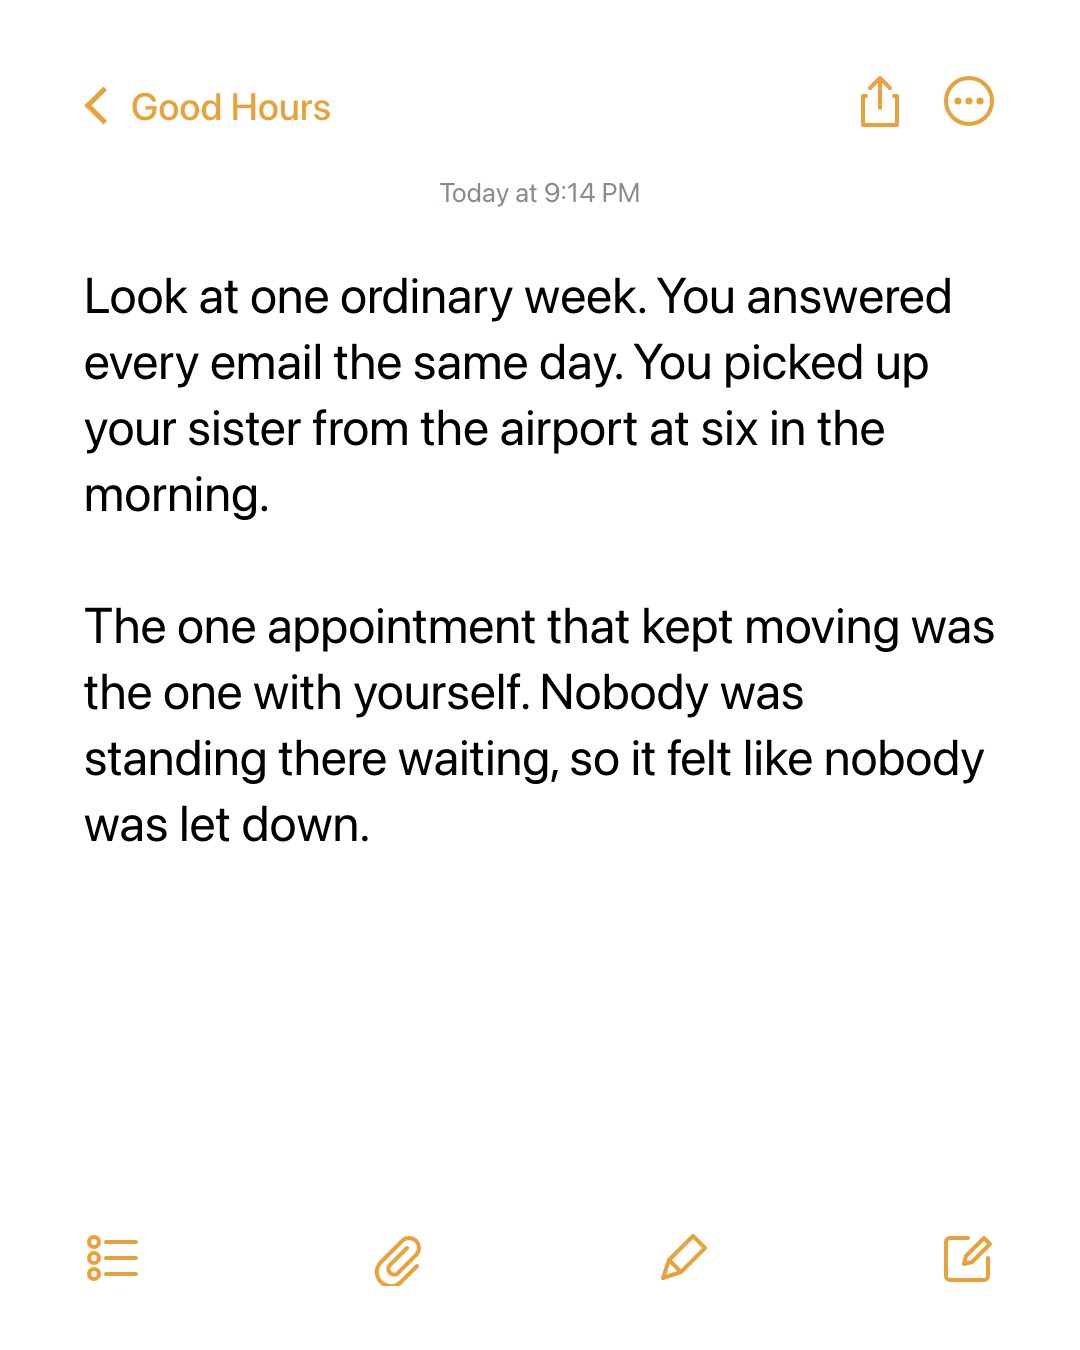 Good Hours
Today at 9:14 PM
Look at one ordinary week. You answered
every email the same day. You picked up
your sister from the airport at six in the
morning.
The one appointment that kept moving was
the one with yourself. Nobody was
standing there waiting, so it felt like nobody
was let down.